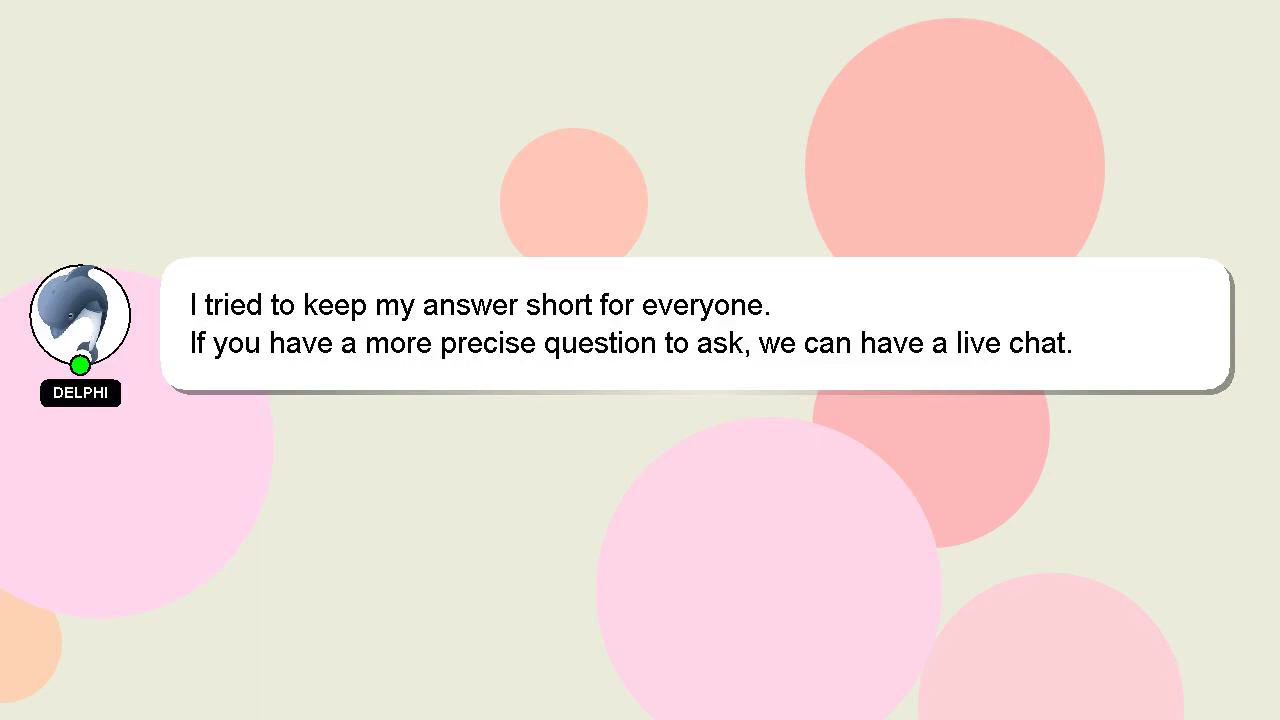 I tried to keep my answer short for everyone.
If you have a more precise question to ask, we can have a live chat.
DELPHI